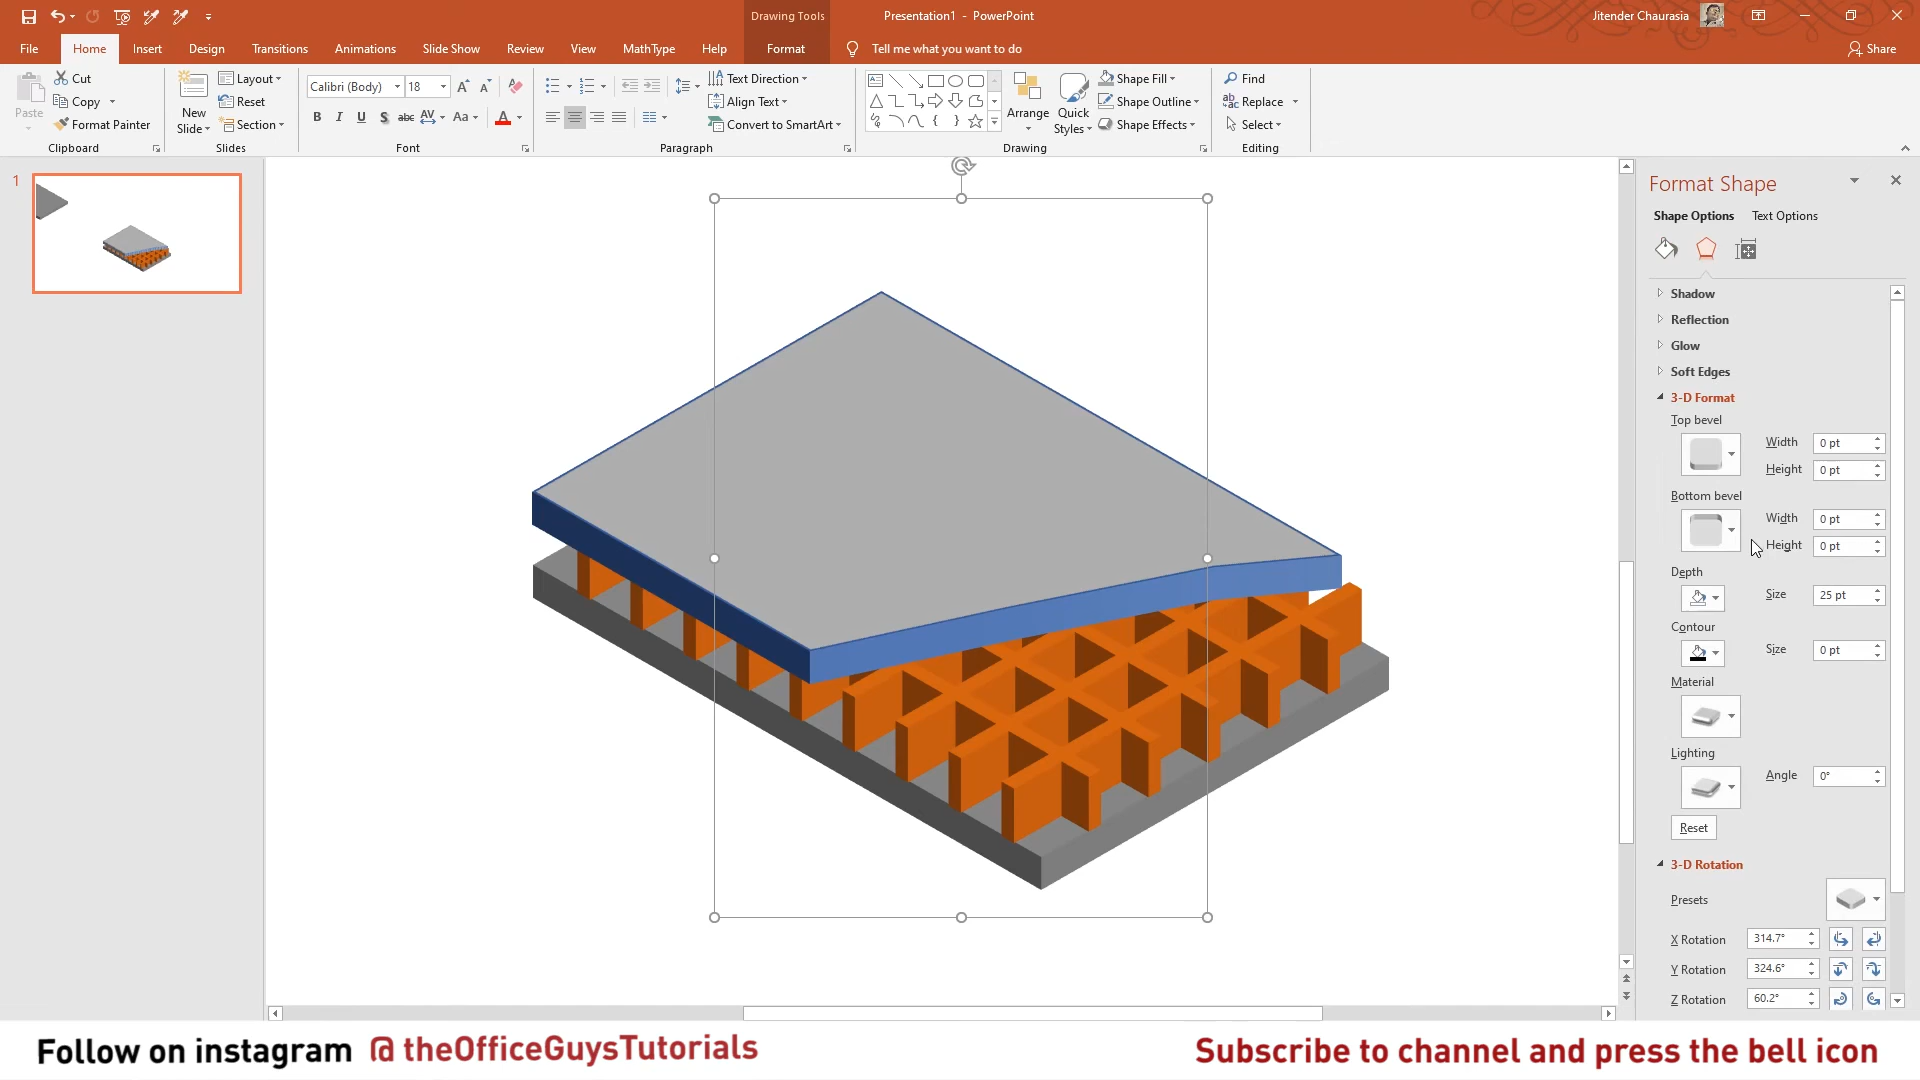 Drawing Tools
Presentation1 - PowerPoint
Jitender Chaurasia
File Home Insert Design Transitions Animations Slide Show Review View MathType Help Format Tell me what you want to do Share
Paste
Cut
Copy
Format Painter
Clipboard
New
Slide
Layout
Reset
Section
Slides
Calibri (Body) 18
B I U S abc AV Aa A
Font
Text Direction
Align Text
Convert to SmartArt
Paragraph
Arrange
Quick
Styles
Shape Fill
Shape Outline
Shape Effects
Drawing
Find
Replace
Select
Editing
1
Format Shape
Shape Options Text Options
Shadow
Reflection
Glow
Soft Edges
3-D Format
Top bevel
Width 0 pt
Height 0 pt
Bottom bevel
Width 0 pt
Height 0 pt
Depth
Size 25 pt
Contour
Size 0 pt
Material
Lighting
Angle 0°
Reset
3-D Rotation
Presets
X Rotation 314.7°
Y Rotation 324.6°
Z Rotation 60.2°
Follow on instagram @theOfficeGuysTutorials
Subscribe to channel and press the bell icon